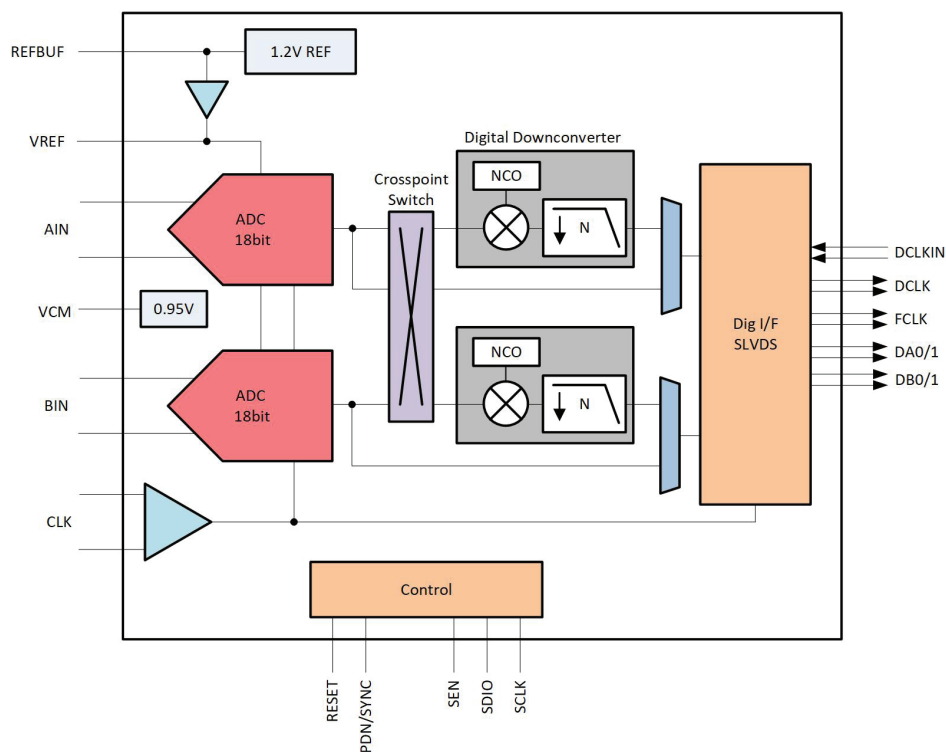 REFBUF
1.2V REF
VREF
Digital Downconverter
Crosspoint
Switch
NCO
N
AIN
ADC
18bit
VCM
0.95V
NCO
N
BIN
ADC
18bit
CLK
Dig I/F
SLVDS
DCLKIN
DCLK
FCLK
DA0/1
DB0/1
Control
RESET
PDN/SYNC
SEN
SDIO
SCLK